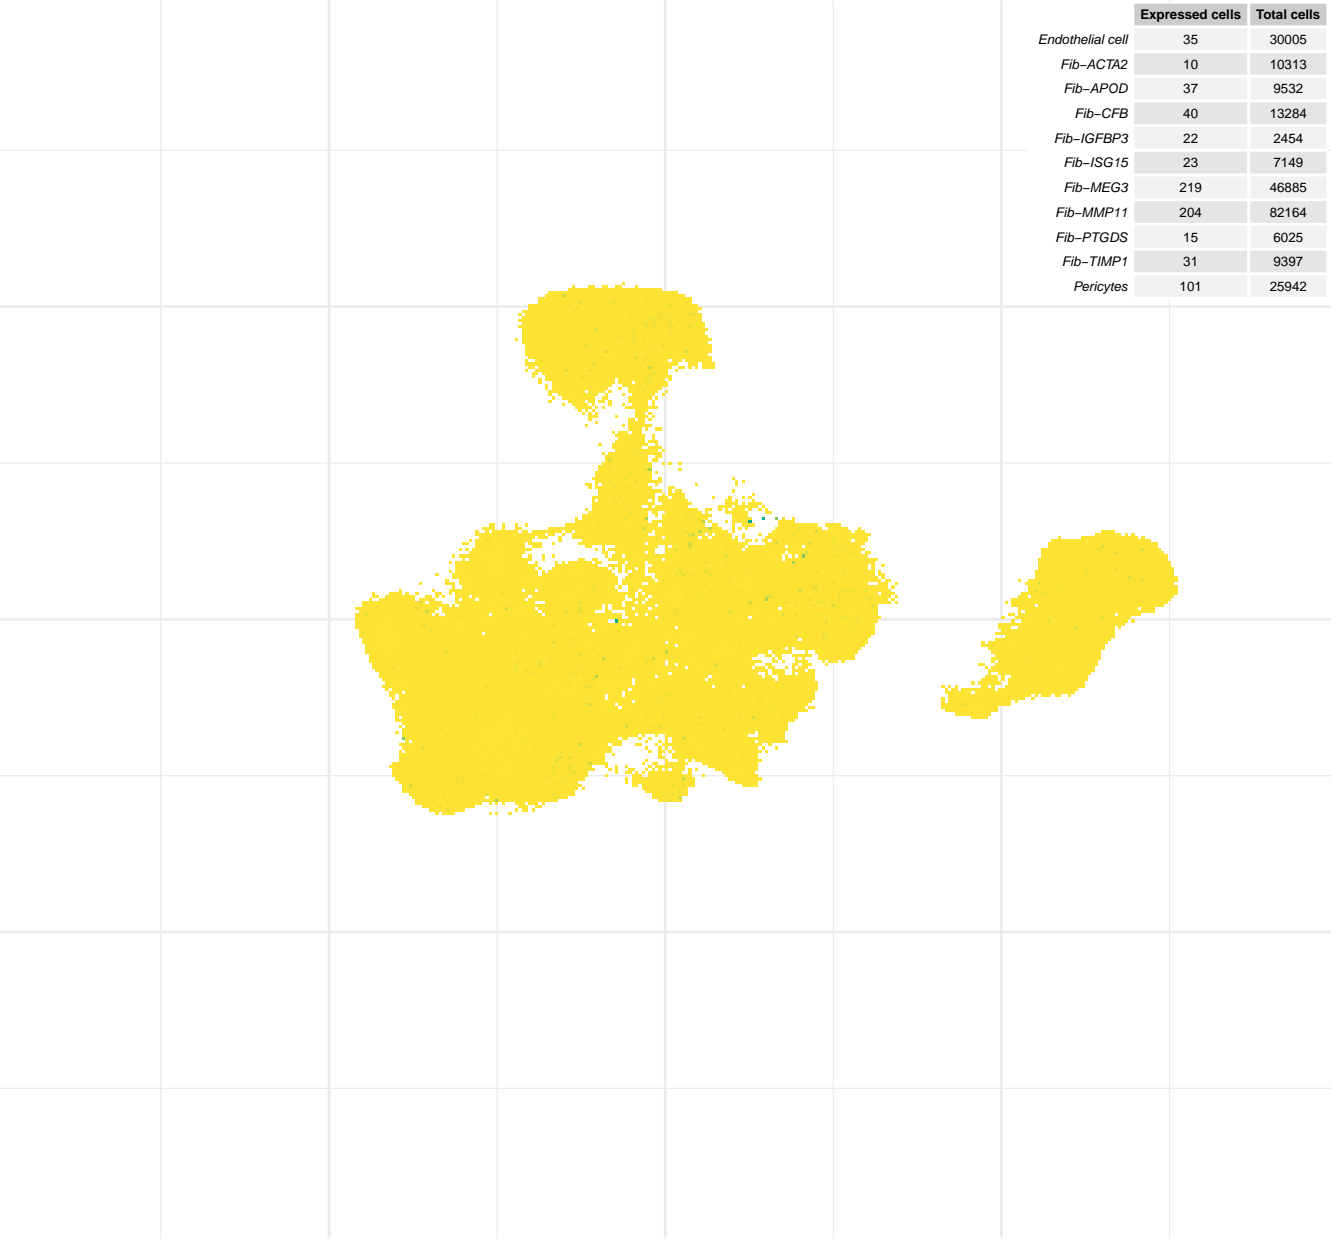 Expressed cells Total cells
Endothelial cell 35 30005
Fib−ACTA2 10 10313
Fib−APOD 37 9532
Fib−CFB 40 13284
Fib−IGFBP3 22 2454
Fib−ISG15 23 7149
Fib−MEG3 219 46885
Fib−MMP11 204 82164
Fib−PTGDS 15 6025
Fib−TIMP1 31 9397
Pericytes 101 25942